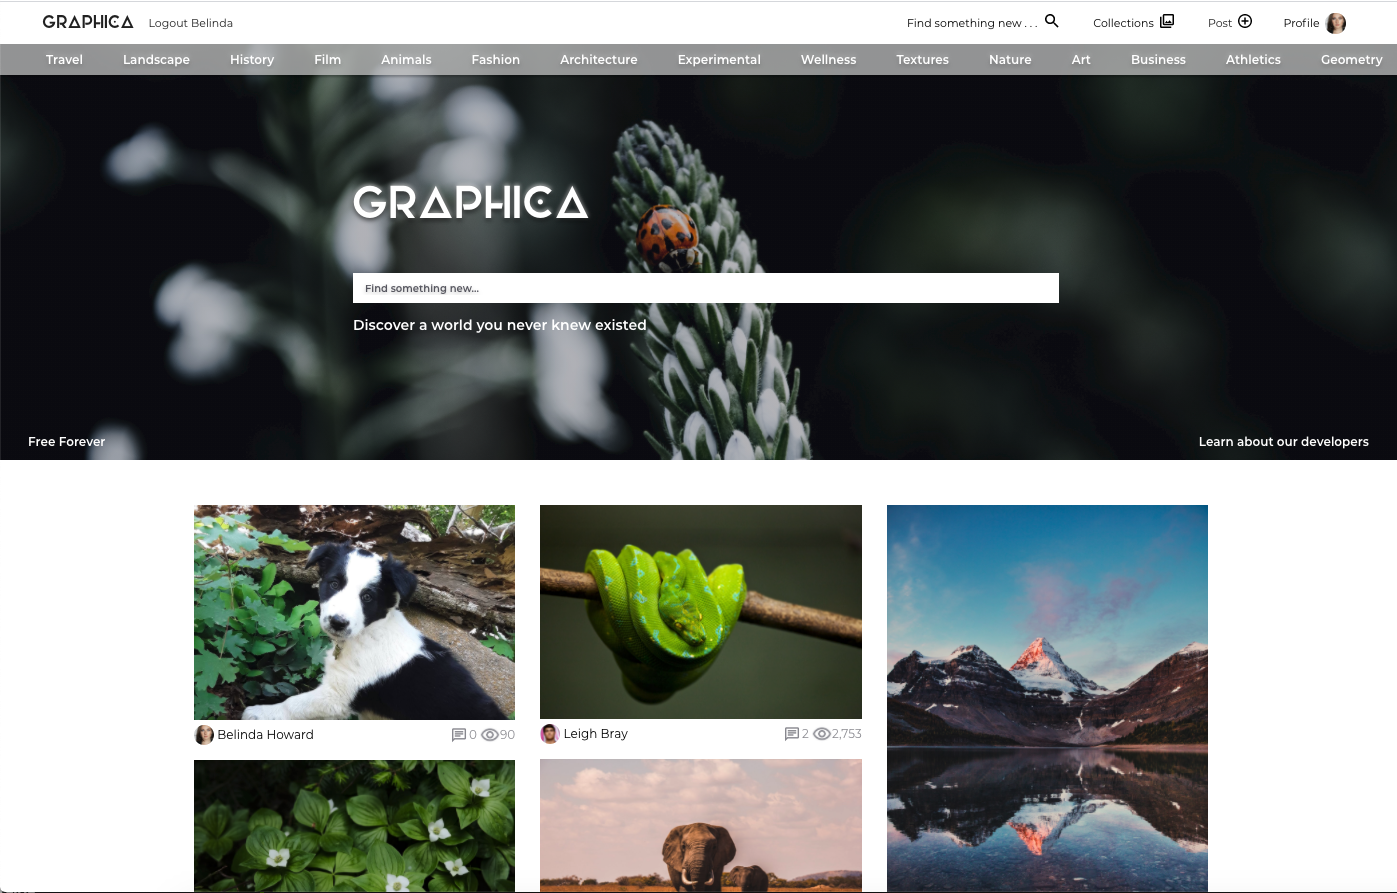 GRAPHICA Logout Belinda Find something new . . . Collections Post Profile
Travel Landscape History Film Animals Fashion Architecture Experimental Wellness Textures Nature Art Business Athletics Geometry
GRAPHICA
Find something new...
Discover a world you never knew existed
Free Forever Learn about our developers
Belinda Howard 0 90 Leigh Bray 2 2,753